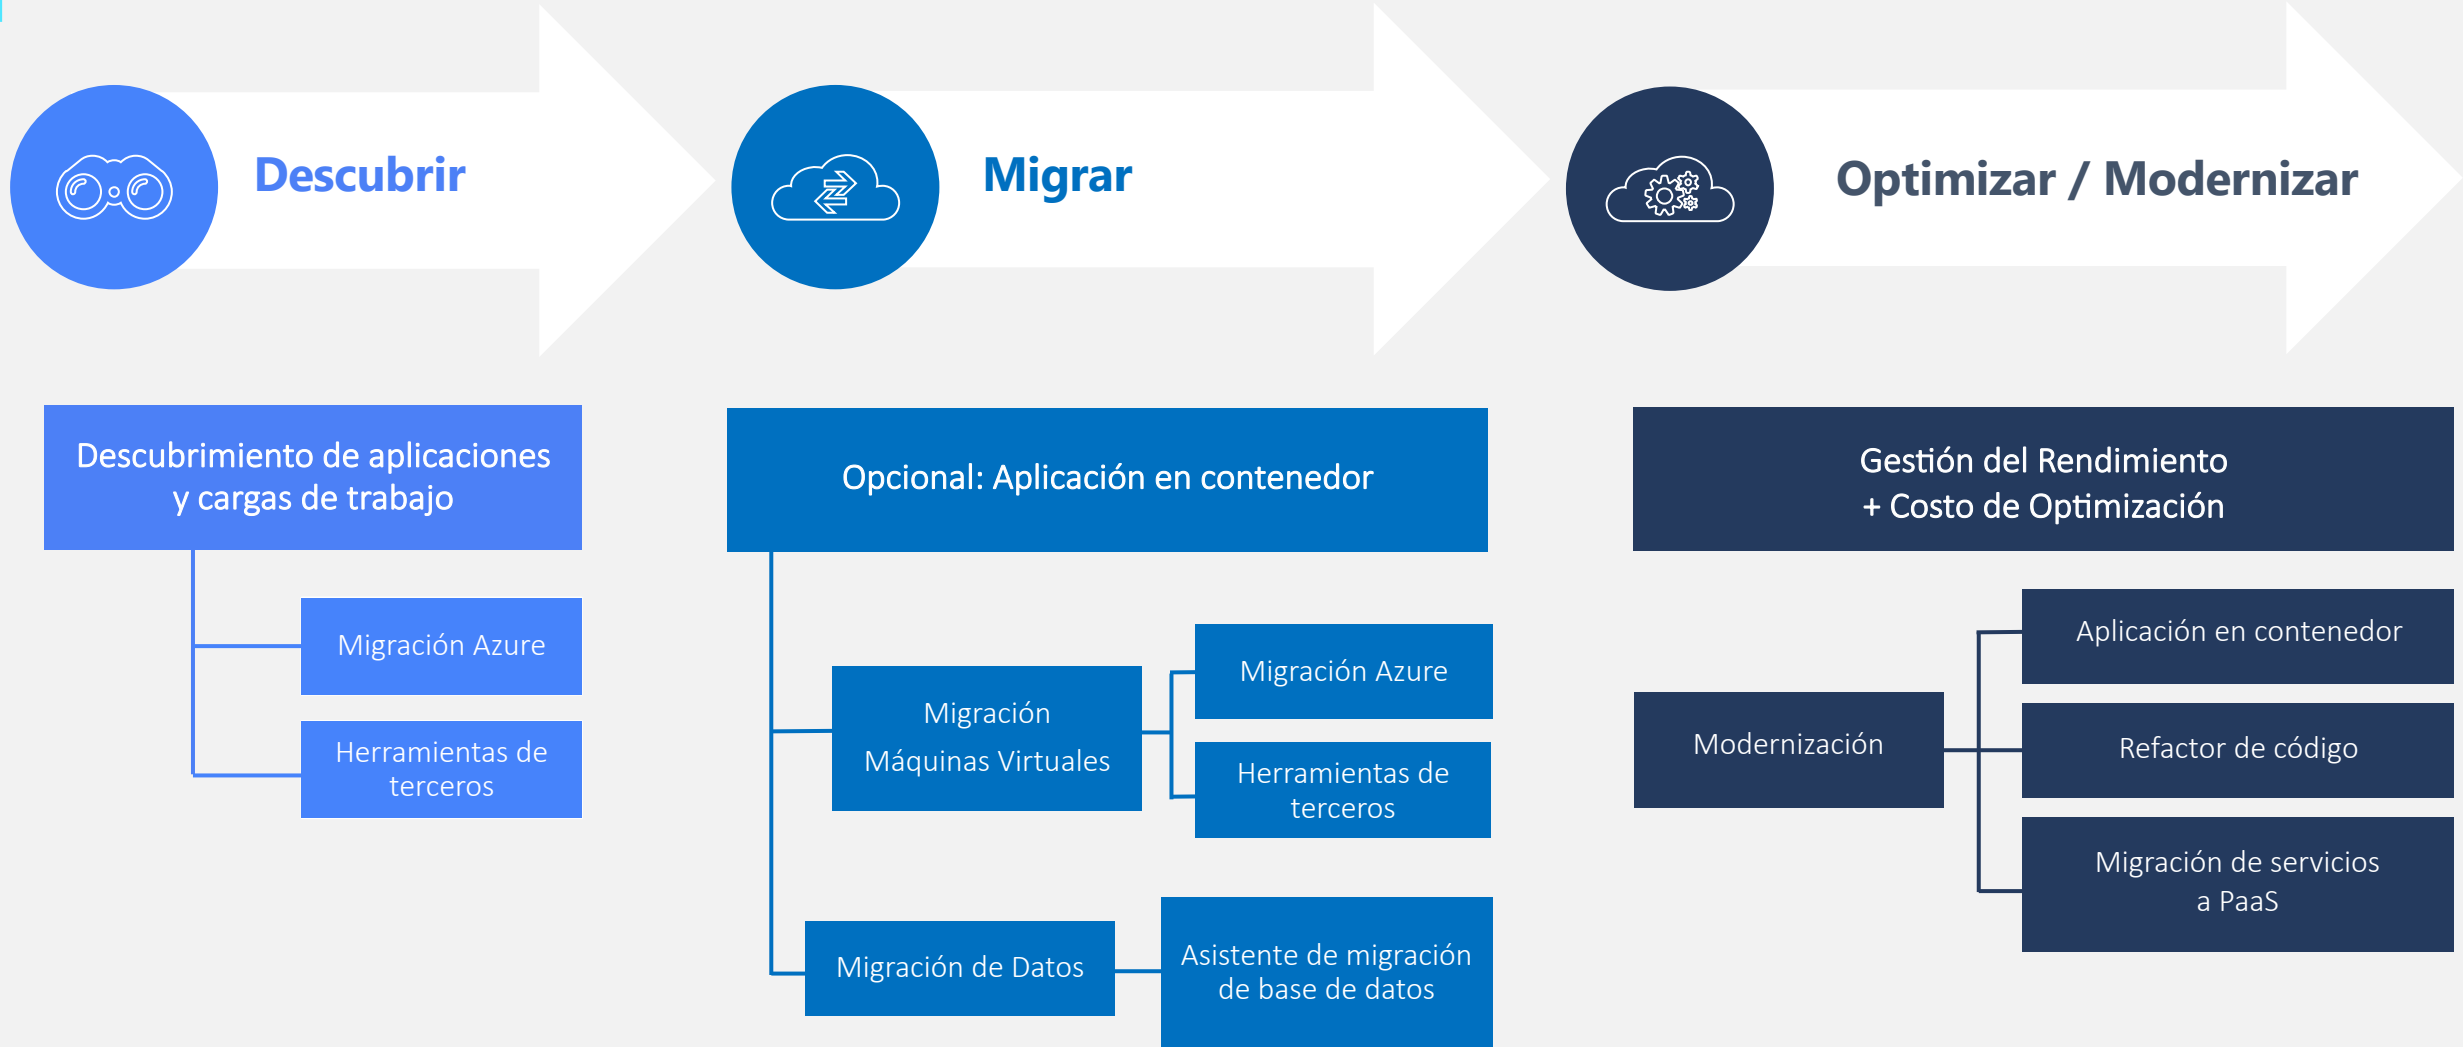 Descubrir
Migrar
Optimizar / Modernizar
Descubrimiento de aplicaciones
y cargas de trabajo
Migración Azure
Herramientas de
terceros
Opcional: Aplicación en contenedor
Migración
Máquinas Virtuales
Migración Azure
Herramientas de
terceros
Migración de Datos
Asistente de migración
de base de datos
Gestión del Rendimiento
+ Costo de Optimización
Modernización
Aplicación en contenedor
Refactor de código
Migración de servicios
a PaaS